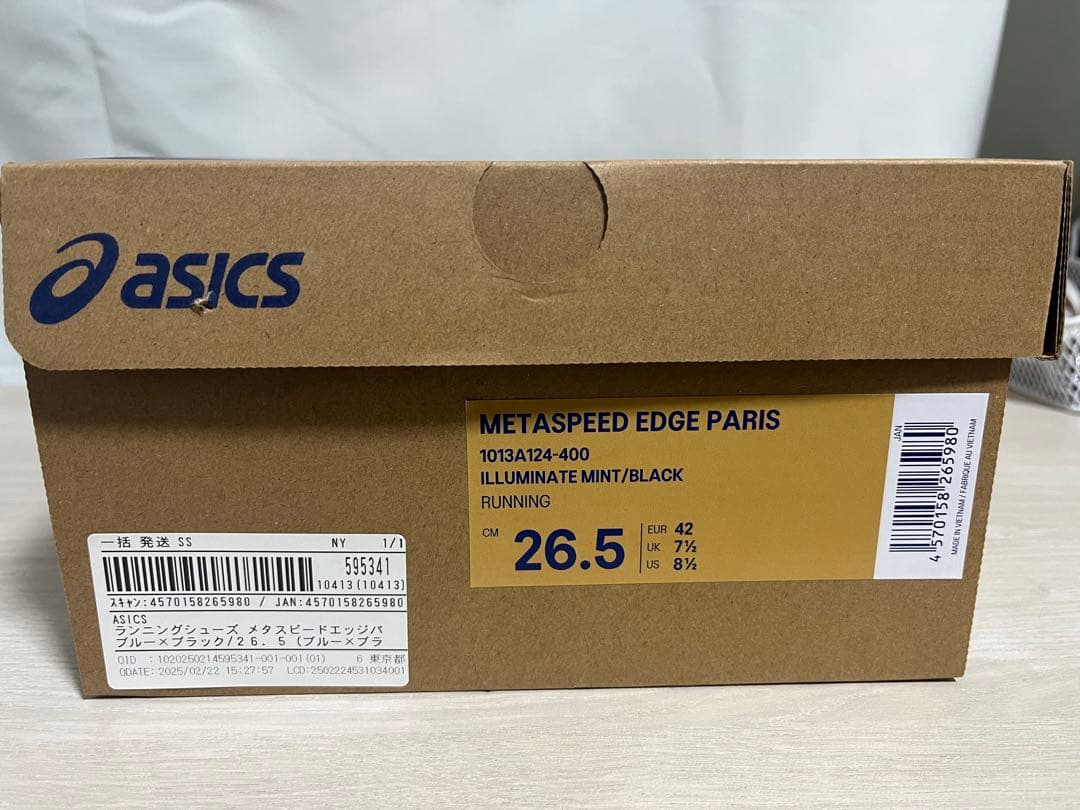 asics
METASPEED EDGE PARIS
1013A124-400
ILLUMINATE MINT/BLACK
RUNNING
CM 26.5
EUR 42
UK 7½
US 8½
JAN
4 570158 265980
MADE IN VIETNAM / FABRIQUÉ AU VIETNAM
一括 発送 SS NY 1/1
595341
10413(10413)
スキャン:4570158265980 / JAN:4570158265980
ASICS
ランニングシューズ メタスピードエッジパ
ブルー×ブラック/26.5(ブルー×ブラ
OID :1020250214595341-001-001(01) 6 東京都
ODATE: 2025/02/22 15:27:57 LCD:2502224531034001